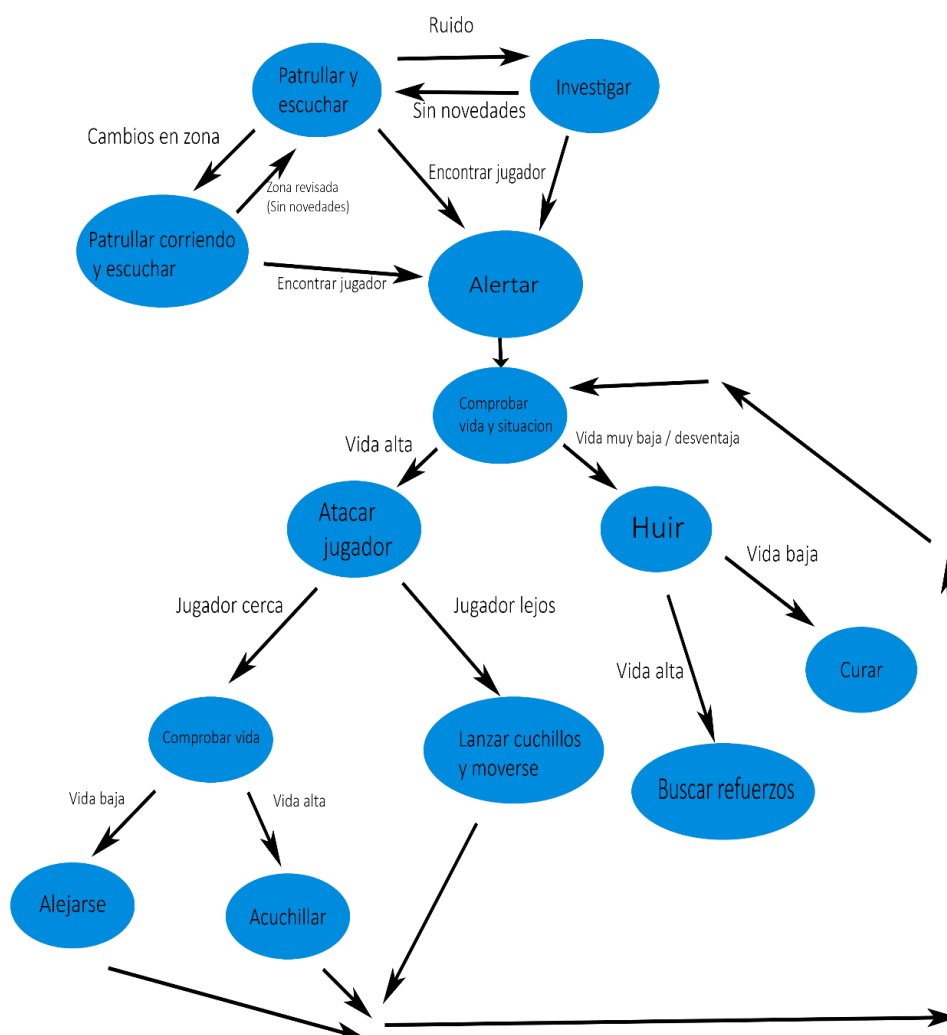 Ruido
Patrullar y
escuchar
Investigar
Sin novedades
Cambios en zona
Encontrar jugador
Zona revisada
(Sin novedades)
Patrullar corriendo
y escuchar
Encontrar jugador
Alertar
Comprobar
vida y situacion
Vida alta
Vida muy baja / desventaja
Atacar
jugador
Huir
Vida baja
Jugador cerca
Jugador lejos
Vida alta
Curar
Comprobar vida
Lanzar cuchillos
y moverse
Buscar refuerzos
Vida baja
Vida alta
Alejarse
Acuchillar